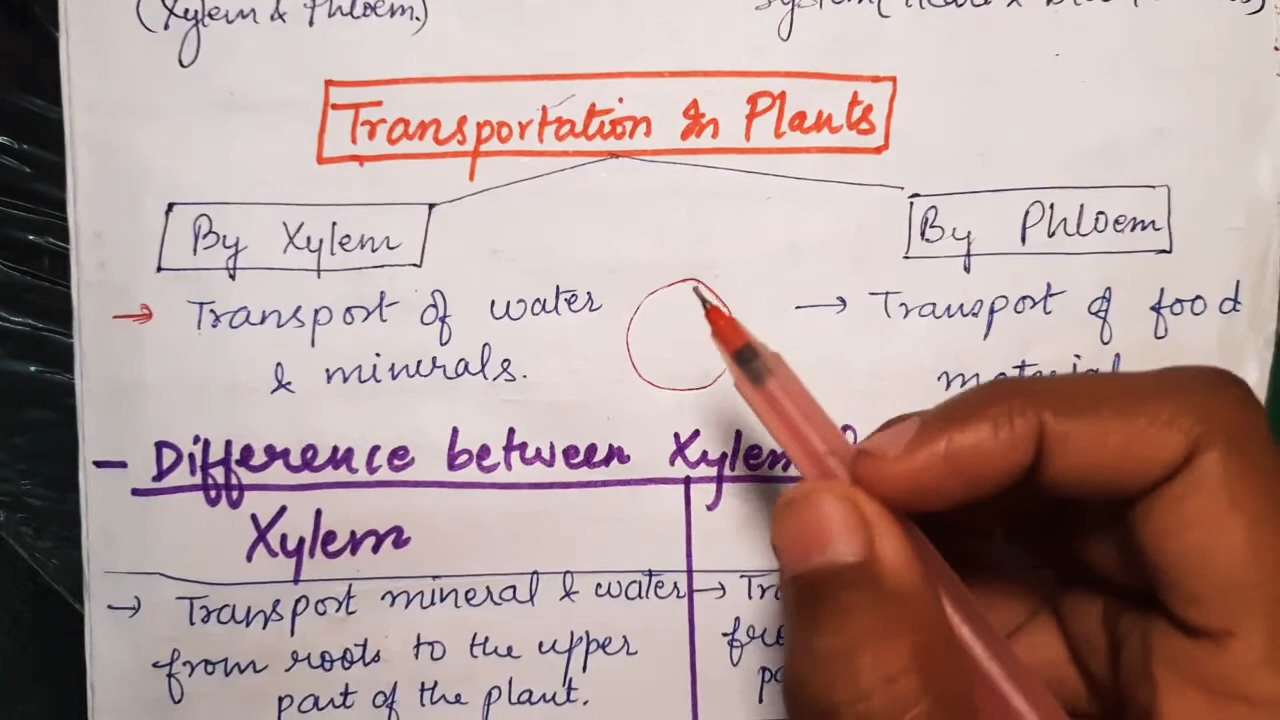 (Xylem & Phloem.)
Transportation In Plants
By Xylem
By Phloem
→ Transport of water
& minerals.
→ Transport of food
material
- Difference between Xylem
Xylem
→ Transport mineral & water
from roots to the upper
part of the plant.
→